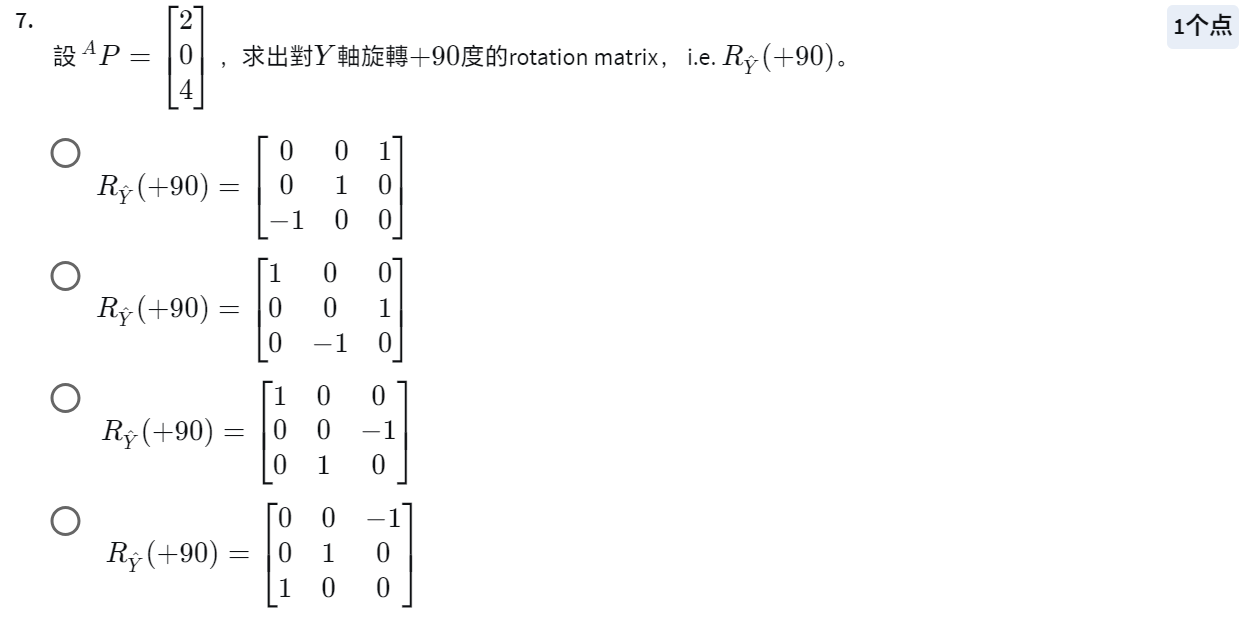 7.
1个点
設 $^{A}P = \begin{bmatrix} 2 \\ 0 \\ 4 \end{bmatrix}$ ，求出對$Y$ 軸旋轉$+90$度的rotation matrix， i.e. $R_{\hat{Y}}(+90)$。
$R_{\hat{Y}}(+90) = \begin{bmatrix} 0 & 0 & 1 \\ 0 & 1 & 0 \\ -1 & 0 & 0 \end{bmatrix}$
$R_{\hat{Y}}(+90) = \begin{bmatrix} 1 & 0 & 0 \\ 0 & 0 & 1 \\ 0 & -1 & 0 \end{bmatrix}$
$R_{\hat{Y}}(+90) = \begin{bmatrix} 1 & 0 & 0 \\ 0 & 0 & -1 \\ 0 & 1 & 0 \end{bmatrix}$
$R_{\hat{Y}}(+90) = \begin{bmatrix} 0 & 0 & -1 \\ 0 & 1 & 0 \\ 1 & 0 & 0 \end{bmatrix}$